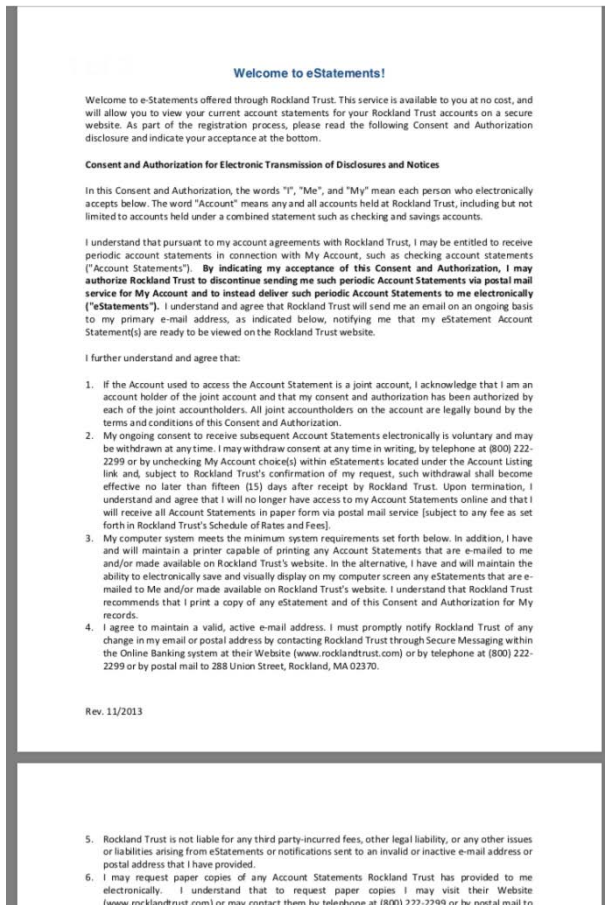 Welcome to eStatements!
Welcome to e-Statements offered through Rockland Trust. This service is available to you at no cost, and
will allow you to view your current account statements for your Rockland Trust accounts on a secure
website. As part of the registration process, please read the following Consent and Authorization
disclosure and indicate your acceptance at the bottom.
Consent and Authorization for Electronic Transmission of Disclosures and Notices
In this Consent and Authorization, the words "I", "Me", and "My" mean each person who electronically
accepts below. The word "Account" means any and all accounts held at Rockland Trust, including but not
limited to accounts held under a combined statement such as checking and savings accounts.
I understand that pursuant to my account agreements with Rockland Trust, I may be entitled to receive
periodic account statements in connection with My Account, such as checking account statements
("Account Statements"). By indicating my acceptance of this Consent and Authorization, I may
authorize Rockland Trust to discontinue sending me such periodic Account Statements via postal mail
service for My Account and to instead deliver such periodic Account Statements to me electronically
("eStatements"). I understand and agree that Rockland Trust will send me an email on an ongoing basis
to my primary e-mail address, as indicated below, notifying me that my eStatement Account
Statement(s) are ready to be viewed on the Rockland Trust website.
I further understand and agree that:
1. If the Account used to access the Account Statement is a joint account, I acknowledge that I am an
account holder of the joint account and that my consent and authorization has been authorized by
each of the joint accountholders. All joint accountholders on the account are legally bound by the
terms and conditions of this Consent and Authorization.
2. My ongoing consent to receive subsequent Account Statements electronically is voluntary and may
be withdrawn at any time. I may withdraw consent at any time in writing, by telephone at (800) 222-
2299 or by unchecking My Account choice(s) within eStatements located under the Account Listing
link and, subject to Rockland Trust's confirmation of my request, such withdrawal shall become
effective no later than fifteen (15) days after receipt by Rockland Trust. Upon termination, I
understand and agree that I will no longer have access to my Account Statements online and that I
will receive all Account Statements in paper form via postal mail service [subject to any fee as set
forth in Rockland Trust's Schedule of Rates and Fees].
3. My computer system meets the minimum system requirements set forth below. In addition, I have
and will maintain a printer capable of printing any Account Statements that are e-mailed to me
and/or made available on Rockland Trust's website. In the alternative, I have and will maintain the
ability to electronically save and visually display on my computer screen any eStatements that are e-
mailed to Me and/or made available on Rockland Trust's website. I understand that Rockland Trust
recommends that I print a copy of any eStatement and of this Consent and Authorization for My
records.
4. I agree to maintain a valid, active e-mail address. I must promptly notify Rockland Trust of any
change in my email or postal address by contacting Rockland Trust through Secure Messaging within
the Online Banking system at their Website (www.rocklandtrust.com) or by telephone at (800) 222-
2299 or by postal mail to 288 Union Street, Rockland, MA 02370.
Rev. 11/2013
5. Rockland Trust is not liable for any third party-incurred fees, other legal liability, or any other issues
or liabilities arising from eStatements or notifications sent to an invalid or inactive e-mail address or
postal address that I have provided.
6. I may request paper copies of any Account Statements Rockland Trust has provided to me
electronically. I understand that to request paper copies I may visit their Website
(www.rocklandtrust.com) or may contact them by telephone at (800) 222-2299 or by postal mail to